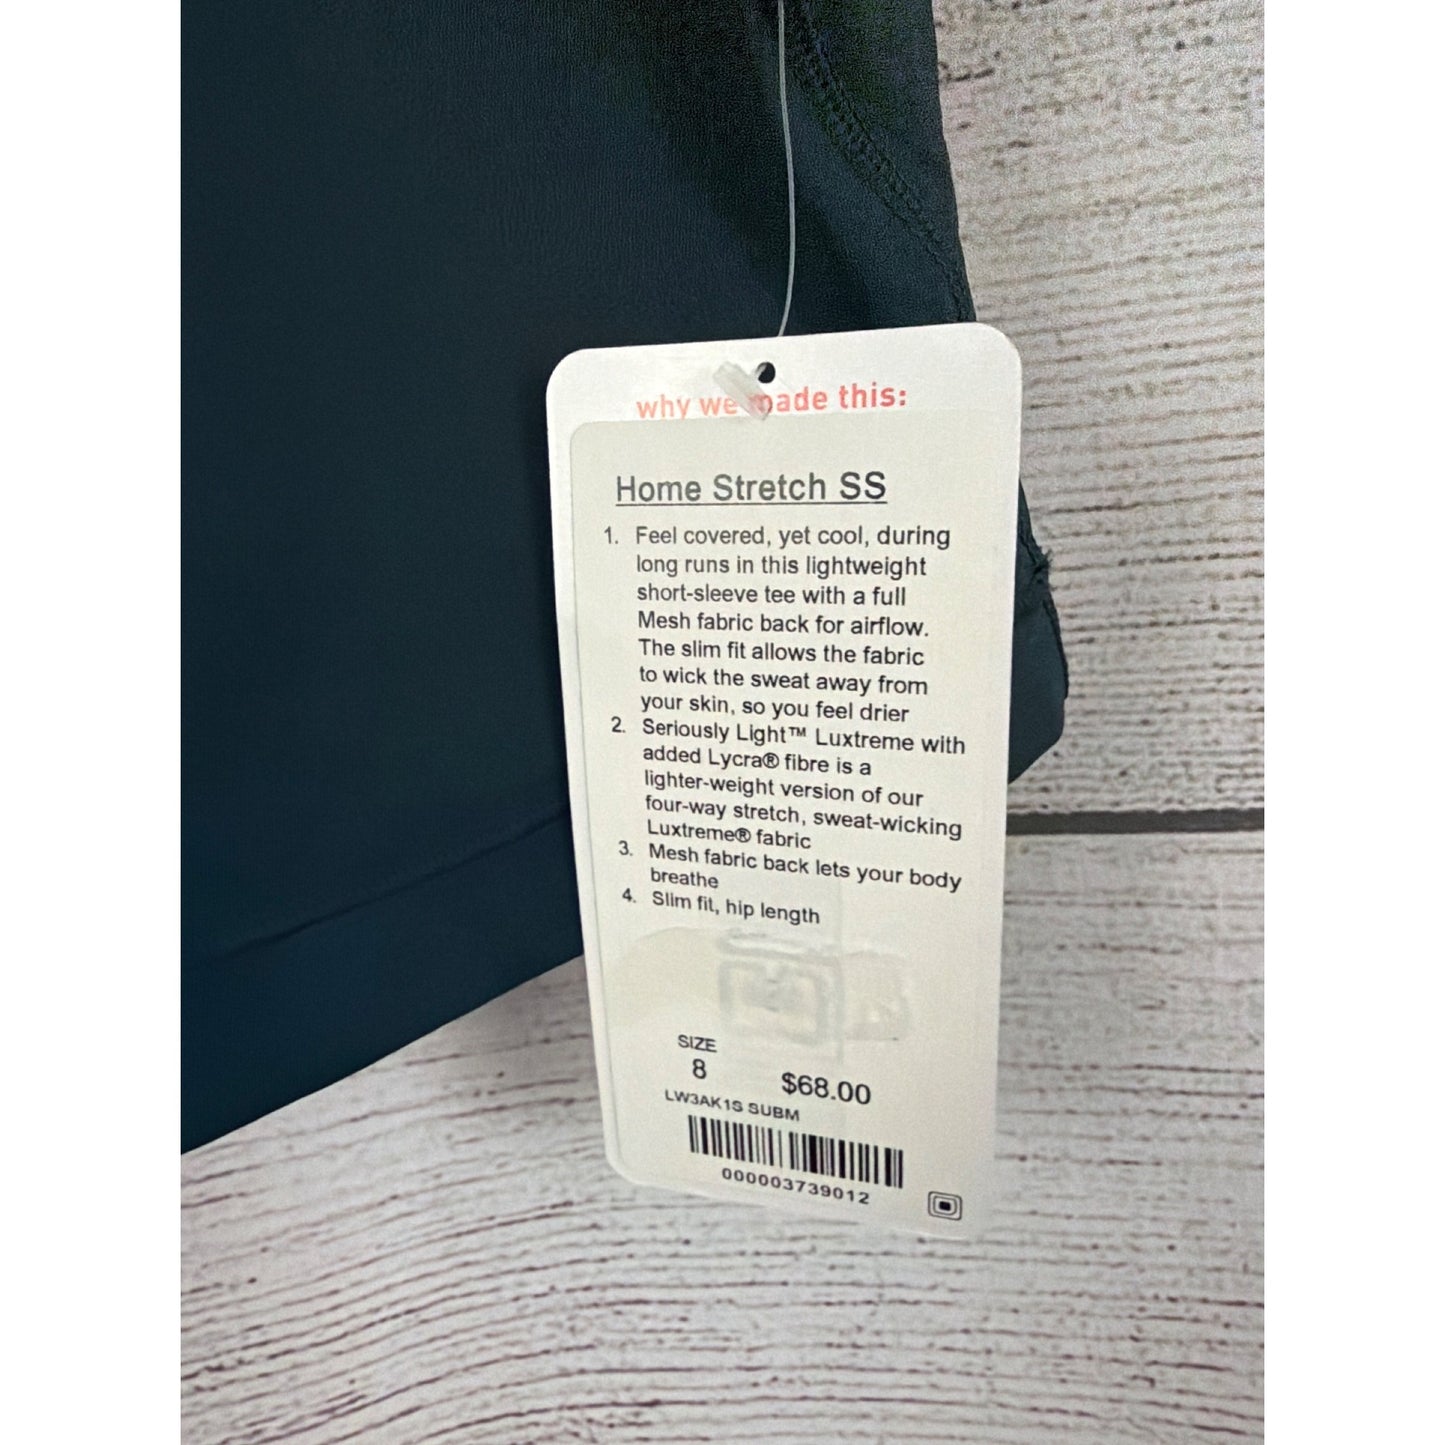 why we made this:
Home Stretch SS
1. Feel covered, yet cool, during
long runs in this lightweight
short-sleeve tee with a full
Mesh fabric back for airflow.
The slim fit allows the fabric
to wick the sweat away from
your skin, so you feel drier
2. Seriously Light™ Luxtreme with
added Lycra® fibre is a
lighter-weight version of our
four-way stretch, sweat-wicking
Luxtreme® fabric
3. Mesh fabric back lets your body
breathe
4. Slim fit, hip length
SIZE
8 $68.00
LW3AK1S SUBM
000003739012